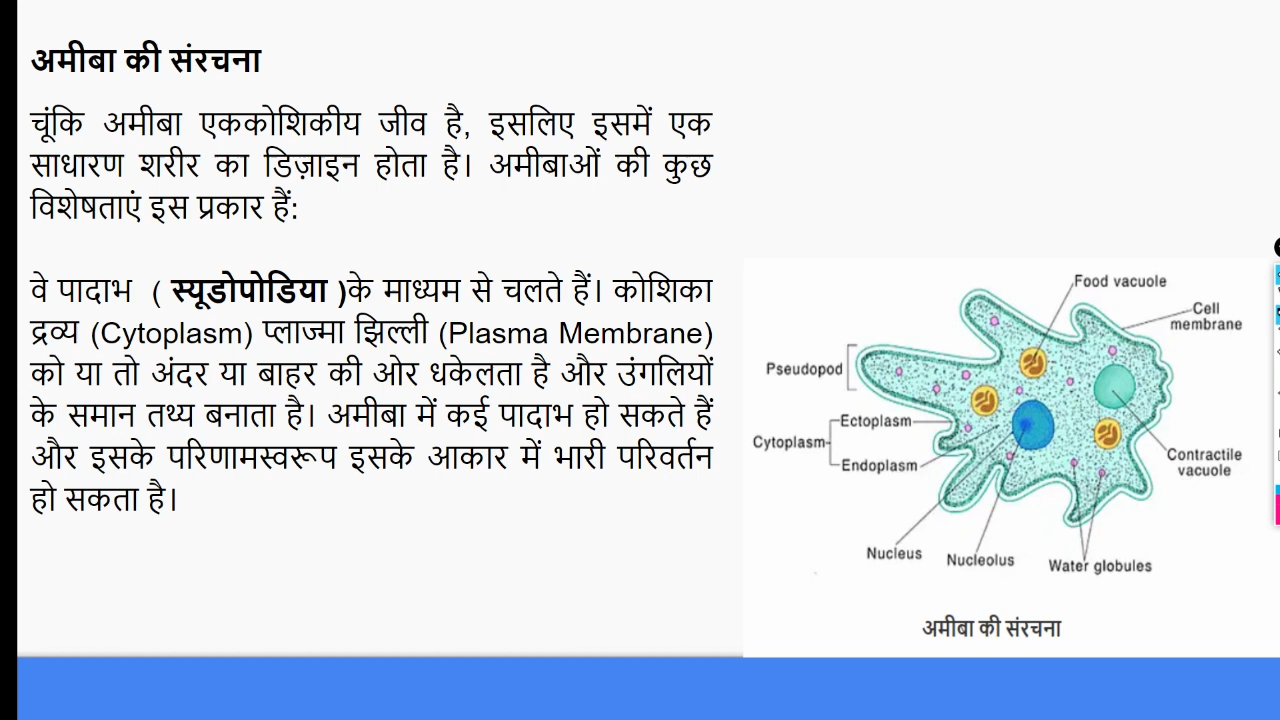 अमीबा की संरचना
चूंकि अमीबा एककोशिकीय जीव है, इसलिए इसमें एक
साधारण शरीर का डिज़ाइन होता है। अमीबाओं की कुछ
विशेषताएं इस प्रकार हैं:
वे पादाभ ( स्यूडोपोडिया )के माध्यम से चलते हैं। कोशिका
द्रव्य (Cytoplasm) प्लाज्मा झिल्ली (Plasma Membrane)
को या तो अंदर या बाहर की ओर धकेलता है और उंगलियों
के समान तथ्य बनाता है। अमीबा में कई पादाभ हो सकते हैं
और इसके परिणामस्वरूप इसके आकार में भारी परिवर्तन
हो सकता है।
Food vacuole
Cell
membrane
Pseudopod
Ectoplasm
Cytoplasm
Endoplasm
Contractile
vacuole
Nucleus
Nucleolus
Water globules
अमीबा की संरचना